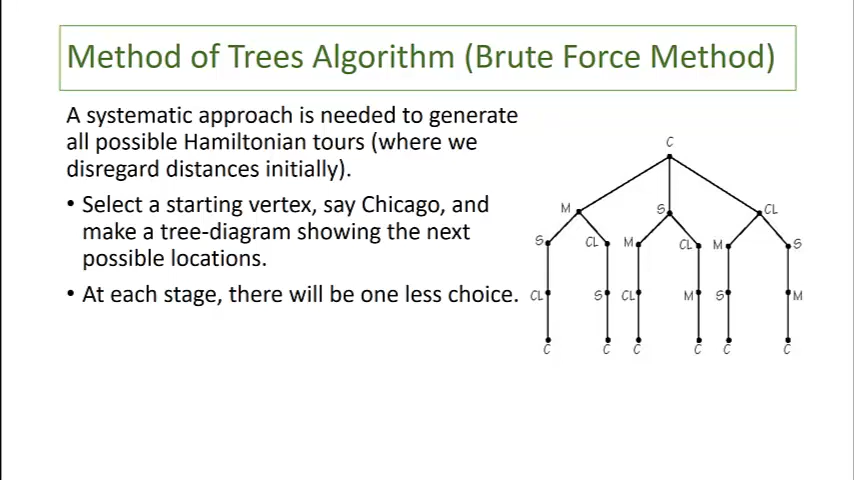 Method of Trees Algorithm (Brute Force Method)
A systematic approach is needed to generate
all possible Hamiltonian tours (where we
disregard distances initially).
• Select a starting vertex, say Chicago, and
make a tree-diagram showing the next
possible locations.
• At each stage, there will be one less choice.
C
M S CL
S CL M CL M S
CL S CL M S M
C C C C C C